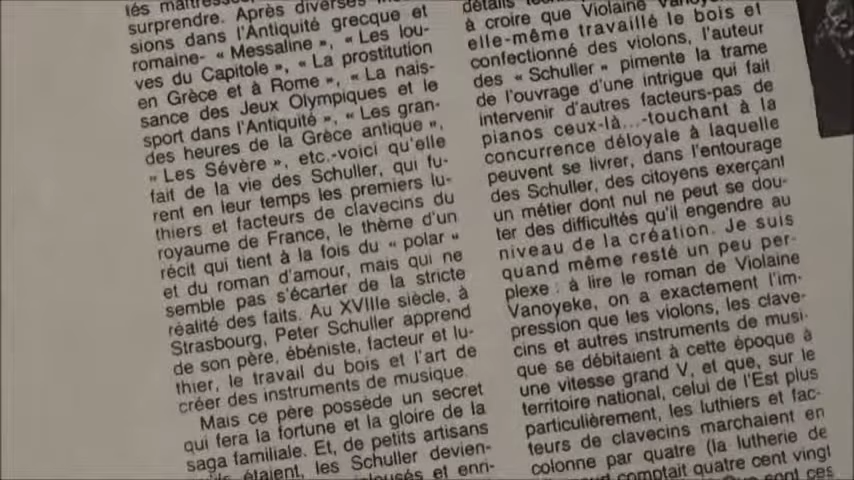 surprendre. Après diverses
sions dans l'Antiquité grecque et
romaine- « Messaline », « Les lou-
ves du Capitole », « La prostitution
en Grèce et à Rome », « La nais-
sance des Jeux Olympiques et le
sport dans l'Antiquité », « Les gran-
des heures de la Grèce antique »,
« Les Sévère », etc.-voici qu'elle
fait de la vie des Schuller, qui fu-
rent en leur temps les premiers lu-
thiers et facteurs de clavecins du
royaume de France, le thème d'un
récit qui tient à la fois du « polar »
et du roman d'amour, mais qui ne
semble pas s'écarter de la stricte
réalité des faits. Au XVIIIe siècle, à
Strasbourg, Peter Schuller apprend
de son père, ébéniste, facteur et lu-
thier, le travail du bois et l'art de
créer des instruments de musique.
Mais ce père possède un secret
qui fera la fortune et la gloire de la
saga familiale. Et, de petits artisans
étaient, les Schuller devien-
et enri-
détails
à croire que Violaine
elle-même travaillé le bois et
confectionné des violons, l'auteur
des « Schuller » pimente la trame
de l'ouvrage d'une intrigue qui fait
intervenir d'autres facteurs-pas de
pianos ceux-là...-touchant à la
concurrence déloyale à laquelle
peuvent se livrer, dans l'entourage
des Schuller, des citoyens exerçant
un métier dont nul ne peut se dou-
ter des difficultés qu'il engendre au
niveau de la création. Je suis
quand même resté un peu per-
plexe : à lire le roman de Violaine
Vanoyeke, on a exactement l'im-
pression que les violons, les clave-
cins et autres instruments de musi-
que se débitaient à cette époque à
une vitesse grand V, et que, sur le
territoire national, celui de l'Est plus
particulièrement, les luthiers et fac-
teurs de clavecins marchaient en
colonne par quatre (la lutherie de
comptait quatre cent vingt